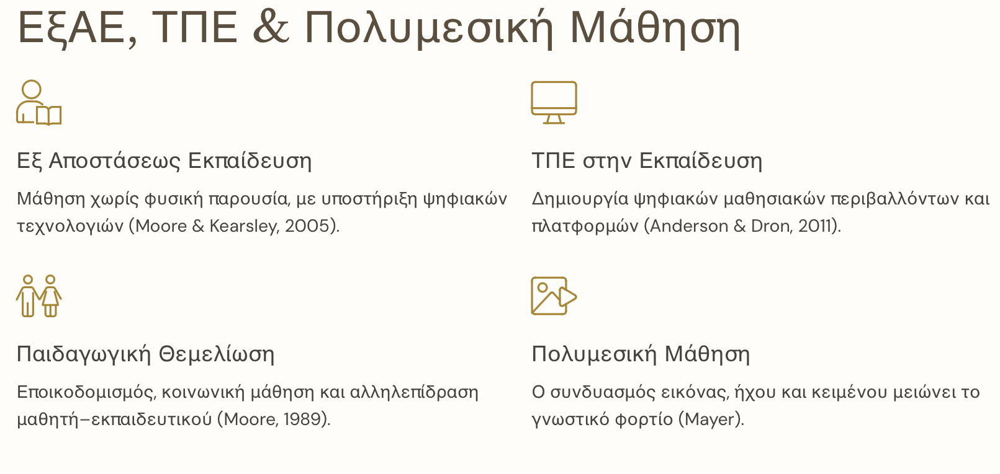 ΕξΑΕ, ΤΠΕ & Πολυμεσική Μάθηση
Εξ Αποστάσεως Εκπαίδευση
Μάθηση χωρίς φυσική παρουσία, με υποστήριξη ψηφιακών
τεχνολογιών (Moore & Kearsley, 2005).
ΤΠΕ στην Εκπαίδευση
Δημιουργία ψηφιακών μαθησιακών περιβαλλόντων και
πλατφορμών (Anderson & Dron, 2011).
Παιδαγωγική Θεμελίωση
Εποικοδομισμός, κοινωνική μάθηση και αλληλεπίδραση
μαθητή–εκπαιδευτικού (Moore, 1989).
Πολυμεσική Μάθηση
Ο συνδυασμός εικόνας, ήχου και κειμένου μειώνει το
γνωστικό φορτίο (Mayer).